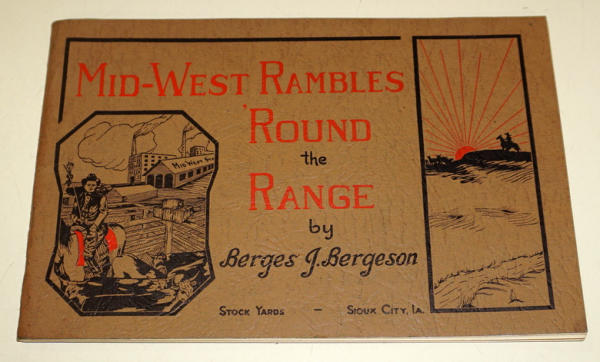 MID-WEST RAMBLES
'ROUND
the
RANGE
by
Berges J. Bergeson
STOCK YARDS – SIOUX CITY, IA.
MID WEST